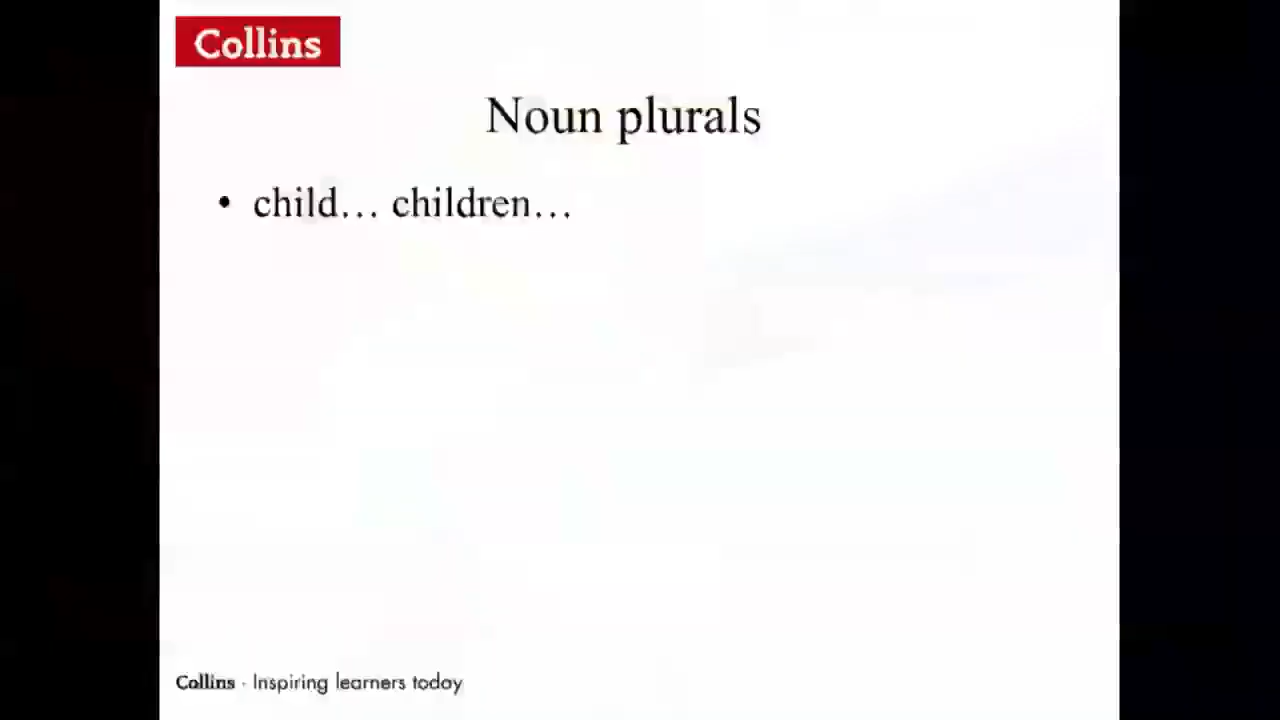 Collins
Noun plurals
• child… children…
Collins · Inspiring learners today